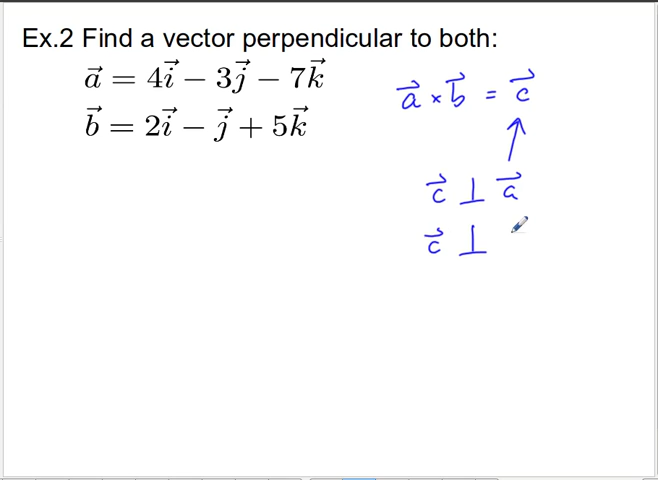 Ex.2 Find a vector perpendicular to both:
a⃗ = 4i⃗ − 3j⃗ − 7k⃗
b⃗ = 2i⃗ − j⃗ + 5k⃗
a⃗ × b⃗ = c⃗
c⃗ ⊥ a⃗
c⃗ ⊥